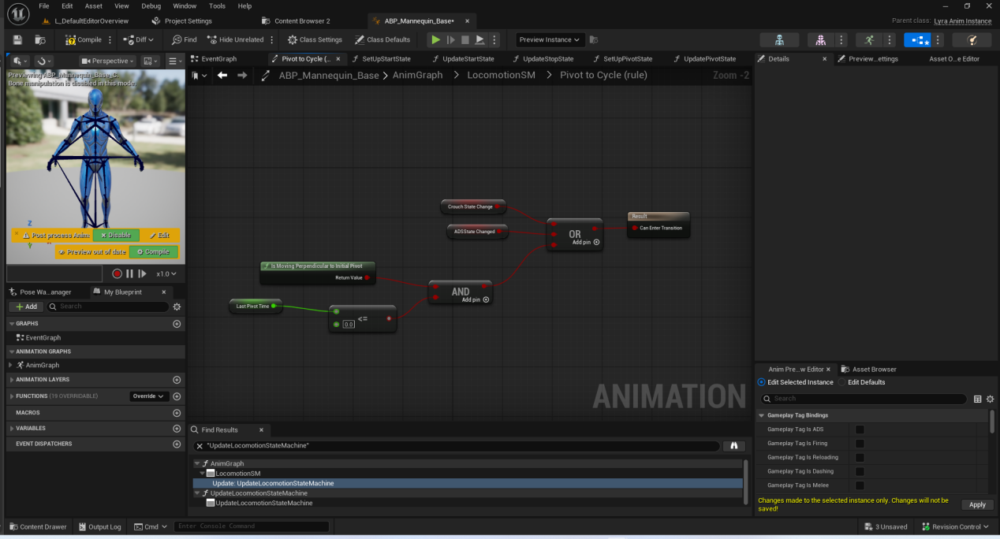 File Edit Asset View Debug Window Tools Help
L_DefaultEditorOverview Project Settings Content Browser 2 ABP_Mannequin_Base*
Parent class: Lyra Anim Instance
Compile Diff Find Hide Unrelated Class Settings Class Defaults Preview Instance
Perspective
EventGraph Pivot to Cycle (... SetUpStartState UpdateStartState UpdateStopState SetUpPivotState UpdatePivotState Details Preview...ettings Asset O...e Editor
ABP_Mannequin_Base AnimGraph LocomotionSM Pivot to Cycle (rule) Zoom -2
Previewing ABP_Mannequin_Base_C.
Bone manipulation is disabled in this mode.
Z
Y
Post process Anim: Disable Edit
Preview out of date Compile
x1.0
Crouch State Change
ADSState Changed
OR
Add pin
Result
Can Enter Transition
Is Moving Perpendicular to Initial Pivot
Return Value
AND
Add pin
Last Pivot Time
<=
0.0
ANIMATION
Pose Wa...anager My Blueprint
Add Search
GRAPHS
EventGraph
ANIMATION GRAPHS
AnimGraph
ANIMATION LAYERS
FUNCTIONS (19 OVERRIDABLE) Override
MACROS
VARIABLES
EVENT DISPATCHERS
Find Results
"UpdateLocomotionStateMachine"
AnimGraph
LocomotionSM
Update: UpdateLocomotionStateMachine
UpdateLocomotionStateMachine
UpdateLocomotionStateMachine
Anim Pre...w Editor Asset Browser
Edit Selected Instance Edit Defaults
Search
Gameplay Tag Bindings
Gameplay Tag Is ADS
Gameplay Tag Is Firing
Gameplay Tag Is Reloading
Gameplay Tag Is Dashing
Gameplay Tag Is Melee
Changes made to the selected instance only. Changes will not be
saved!
Apply
Content Drawer Output Log Cmd Enter Console Command 3 Unsaved Revision Control